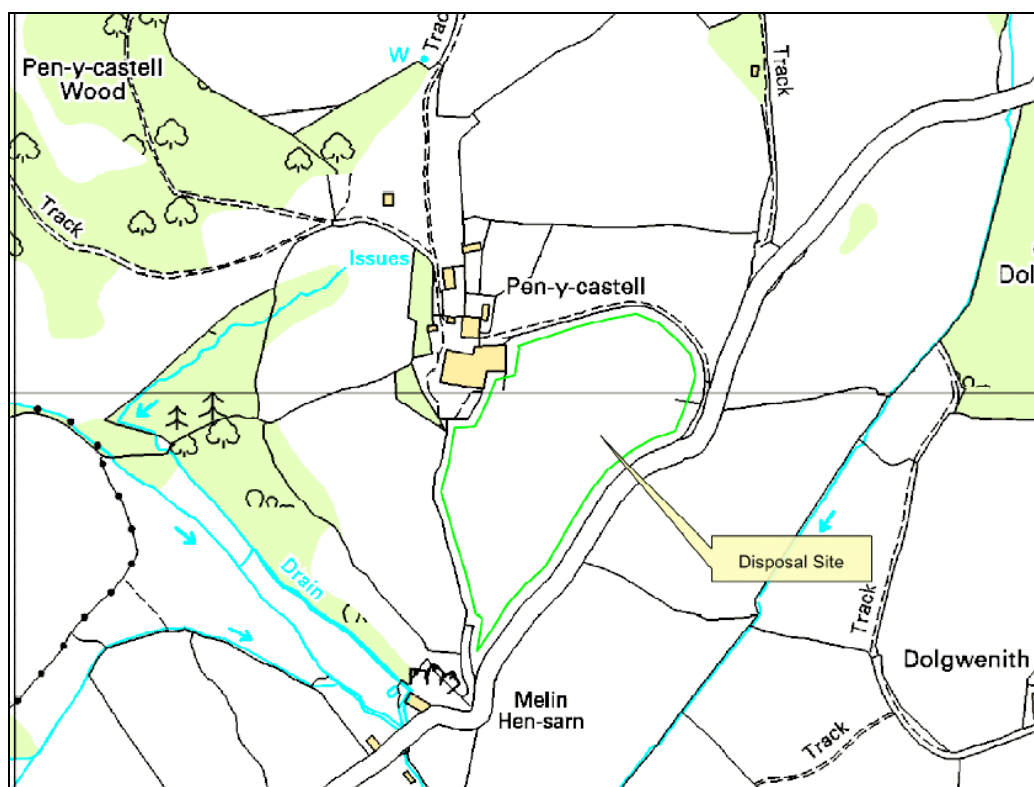 W
Track
Track
Pen-y-castell
Wood
Track
Issues
Pen-y-castell
Dol
Disposal Site
Drain
Track
Dolgwenith
Melin
Hen-sarn
Track